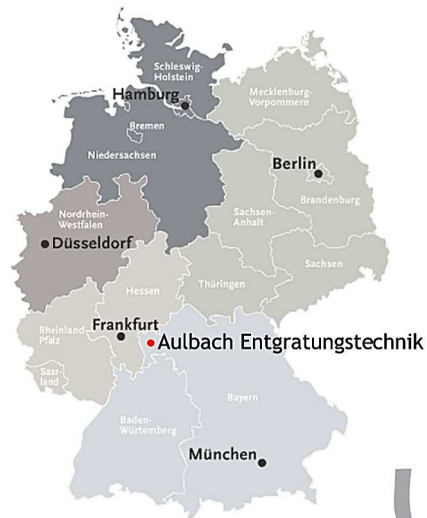 Schleswig-
Holstein
Hamburg
Mecklenburg-
Vorpommern
Bremen
Niedersachsen
Berlin
Brandenburg
Nordrhein-
Westfalen
Düsseldorf
Sachsen-
Anhalt
Sachsen
Hessen
Thüringen
Rheinland
Pfalz
Frankfurt
Aulbach Entgratungstechnik
Saar
land
Bayern
Baden-
Würtemberg
München